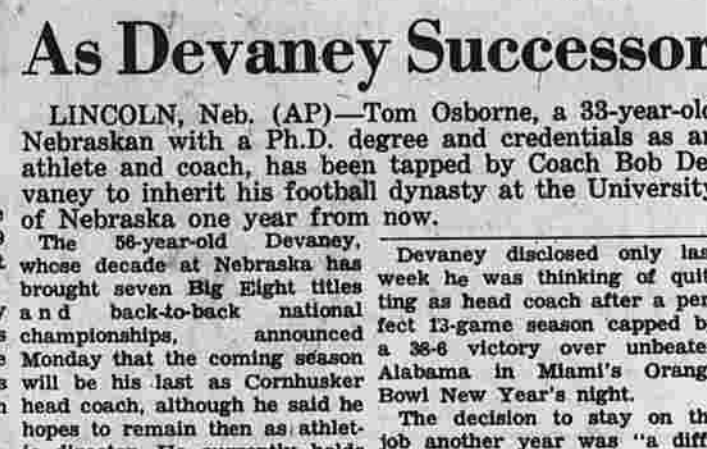 As Devaney Successor
LINCOLN, Neb. (AP)—Tom Osborne, a 33-year-old
Nebraskan with a Ph.D. degree and credentials as an
athlete and coach, has been tapped by Coach Bob De-
vaney to inherit his football dynasty at the University
of Nebraska one year from now.
The 56-year-old Devaney,
whose decade at Nebraska has
brought seven Big Eight titles
and back-to-back national
championships, announced
Monday that the coming season
will be his last as Cornhusker
head coach, although he said he
hopes to remain then as athlet-
Devaney disclosed only las
week he was thinking of quit
ting as head coach after a per
fect 13-game season capped b
a 38-6 victory over unbeate
Alabama in Miami's Orang
Bowl New Year's night.
The decision to stay on th
job another year was "a diff